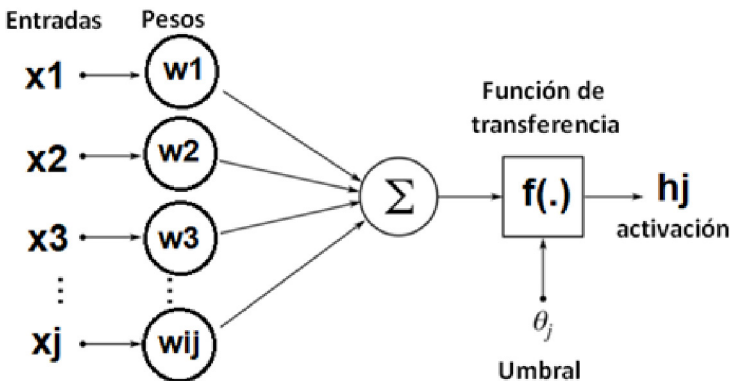 Entradas Pesos
x1 w1
x2 w2
x3 w3
⋮ ⋮
xj wij
Σ
Función de
transferencia
f(.)
hj
activación
θj
Umbral